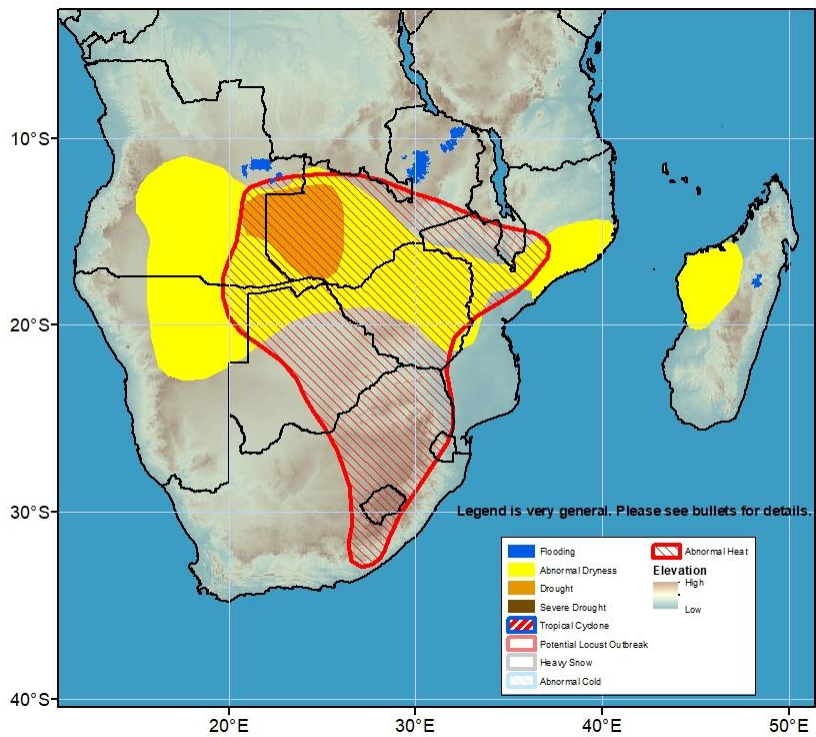 10°S
20°S
30°S
40°S
20°E
30°E
40°E
50°E
Legend is very general. Please see bullets for details.
Flooding
Abnormal Dryness
Drought
Severe Drought
Tropical Cyclone
Potential Locust Outbreak
Heavy Snow
Abnormal Cold
Abnormal Heat
Elevation
High
Low